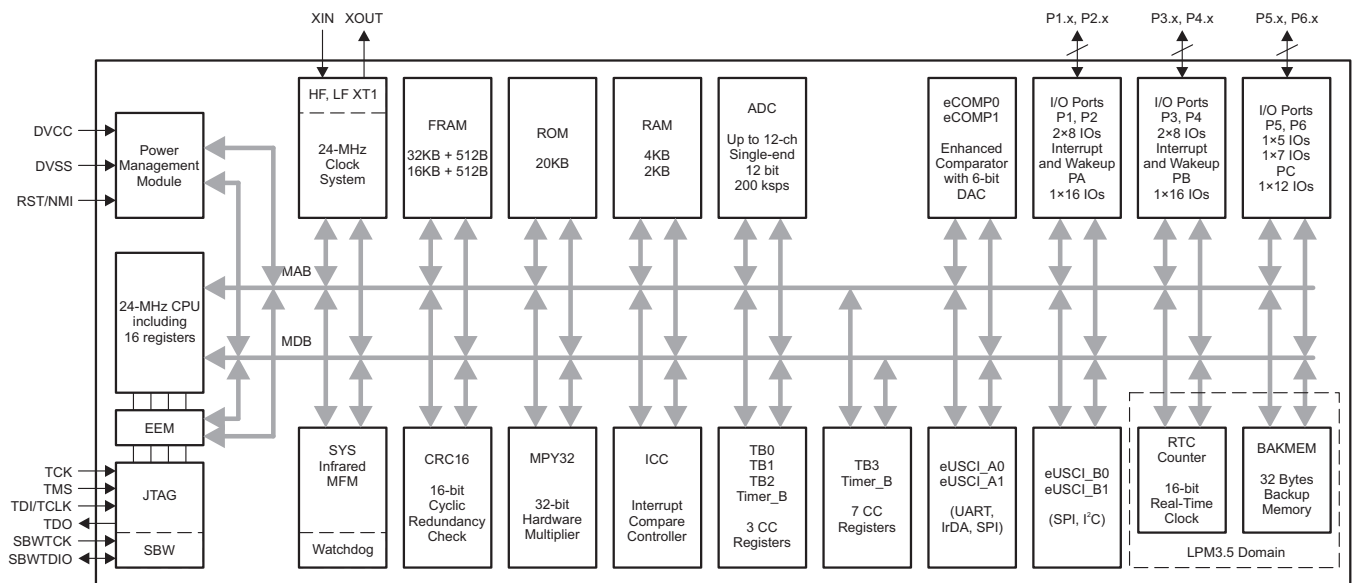 XIN XOUT
P1.x, P2.x
P3.x, P4.x
P5.x, P6.x
DVCC
DVSS
RST/NMI
Power
Management
Module
HF, LF XT1
24-MHz
Clock
System
FRAM
32KB + 512B
16KB + 512B
ROM
20KB
RAM
4KB
2KB
ADC
Up to 12-ch
Single-end
12 bit
200 ksps
eCOMP0
eCOMP1
Enhanced
Comparator
with 6-bit
DAC
I/O Ports
P1, P2
2×8 IOs
Interrupt
and Wakeup
PA
1×16 IOs
I/O Ports
P3, P4
2×8 IOs
Interrupt
and Wakeup
PB
1×16 IOs
I/O Ports
P5, P6
1×5 IOs
1×7 IOs
PC
1×12 IOs
MAB
24-MHz CPU
including
16 registers
MDB
EEM
TCK
TMS
TDI/TCLK
TDO
SBWTCK
SBWTDIO
JTAG
SBW
SYS
Infrared
MFM
Watchdog
CRC16
16-bit
Cyclic
Redundancy
Check
MPY32
32-bit
Hardware
Multiplier
ICC
Interrupt
Compare
Controller
TB0
TB1
TB2
Timer_B
3 CC
Registers
TB3
Timer_B
7 CC
Registers
eUSCI_A0
eUSCI_A1
(UART,
IrDA, SPI)
eUSCI_B0
eUSCI_B1
(SPI, I²C)
RTC
Counter
16-bit
Real-Time
Clock
BAKMEM
32 Bytes
Backup
Memory
LPM3.5 Domain